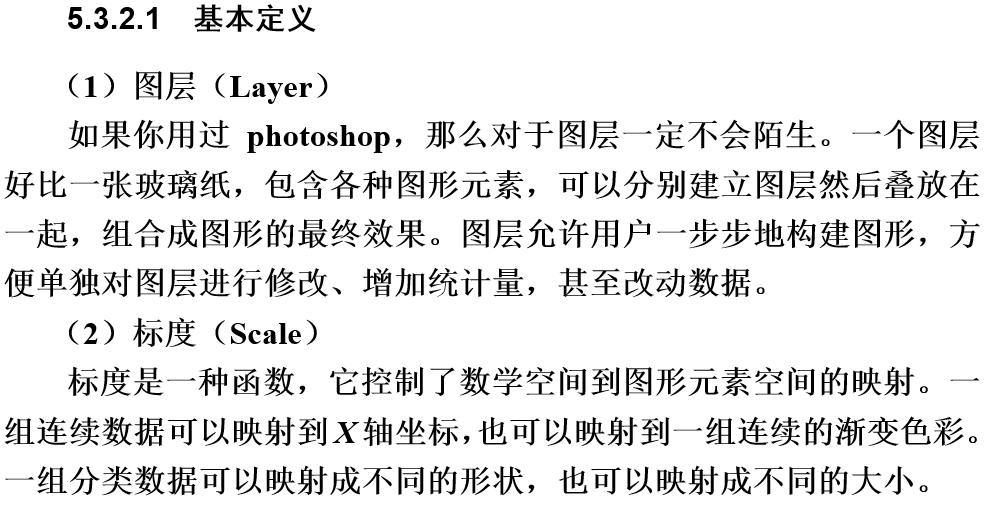 5.3.2.1 基本定义
（1）图层（Layer）
如果你用过 photoshop，那么对于图层一定不会陌生。一个图层
好比一张玻璃纸，包含各种图形元素，可以分别建立图层然后叠放在
一起，组合成图形的最终效果。图层允许用户一步步地构建图形，方
便单独对图层进行修改、增加统计量，甚至改动数据。
（2）标度（Scale）
标度是一种函数，它控制了数学空间到图形元素空间的映射。一
组连续数据可以映射到X轴坐标，也可以映射到一组连续的渐变色彩。
一组分类数据可以映射成不同的形状，也可以映射成不同的大小。